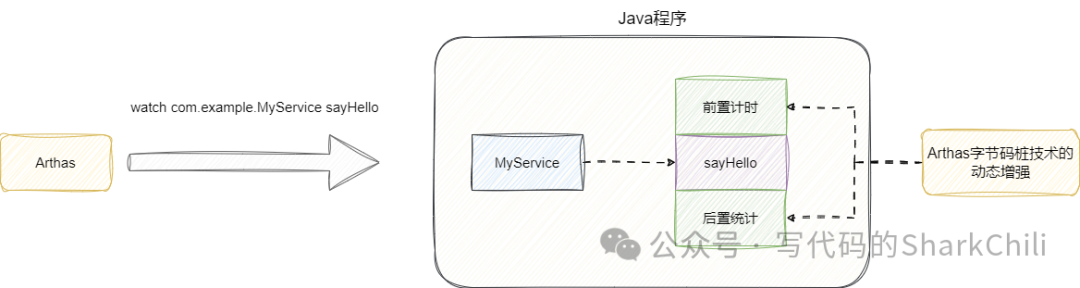 Java程序
watch com.example.MyService sayHello
Arthas
MyService
前置计时
sayHello
后置统计
Arthas字节码桩技术的
动态增强
公众号 · 写代码的SharkChili